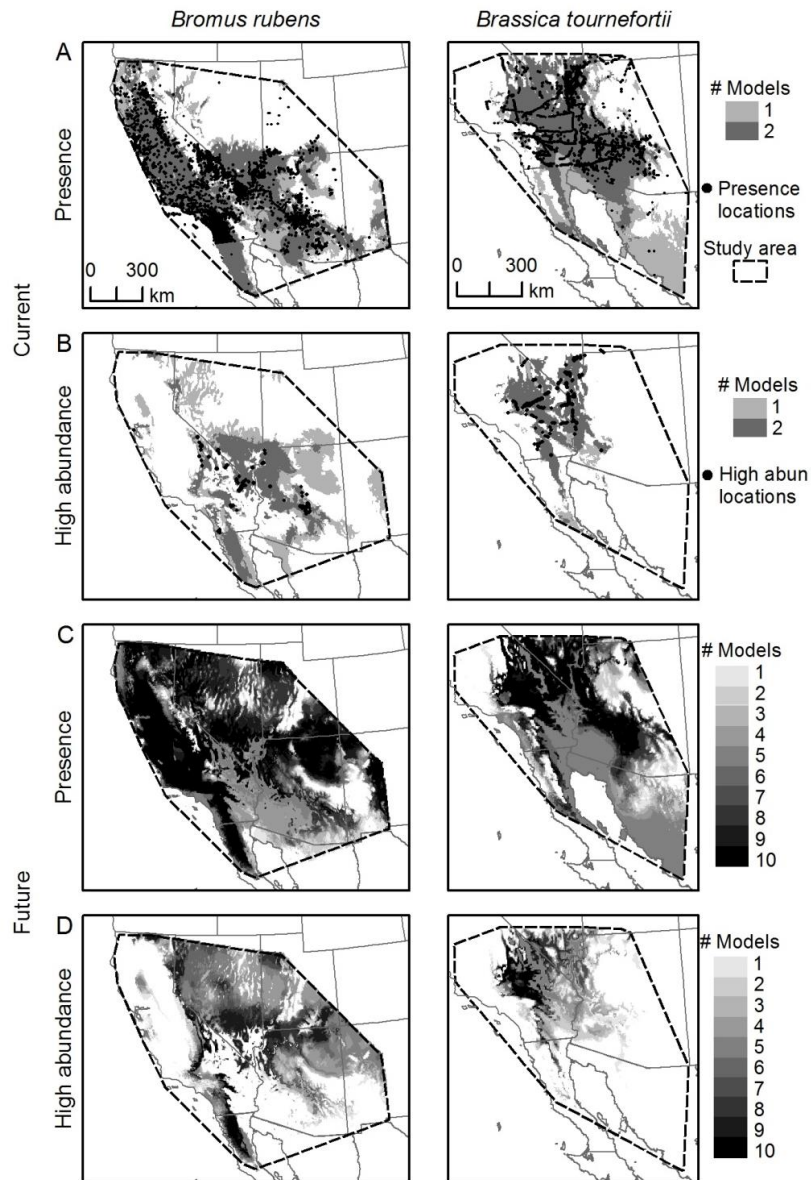 Bromus rubens
Brassica tournefortii
Current
A
Presence
0 300
km
0 300
km
# Models
1
2
Presence
locations
Study area
B
High abundance
# Models
1
2
High abun
locations
Future
C
Presence
# Models
1
2
3
4
5
6
7
8
9
10
D
High abundance
# Models
1
2
3
4
5
6
7
8
9
10